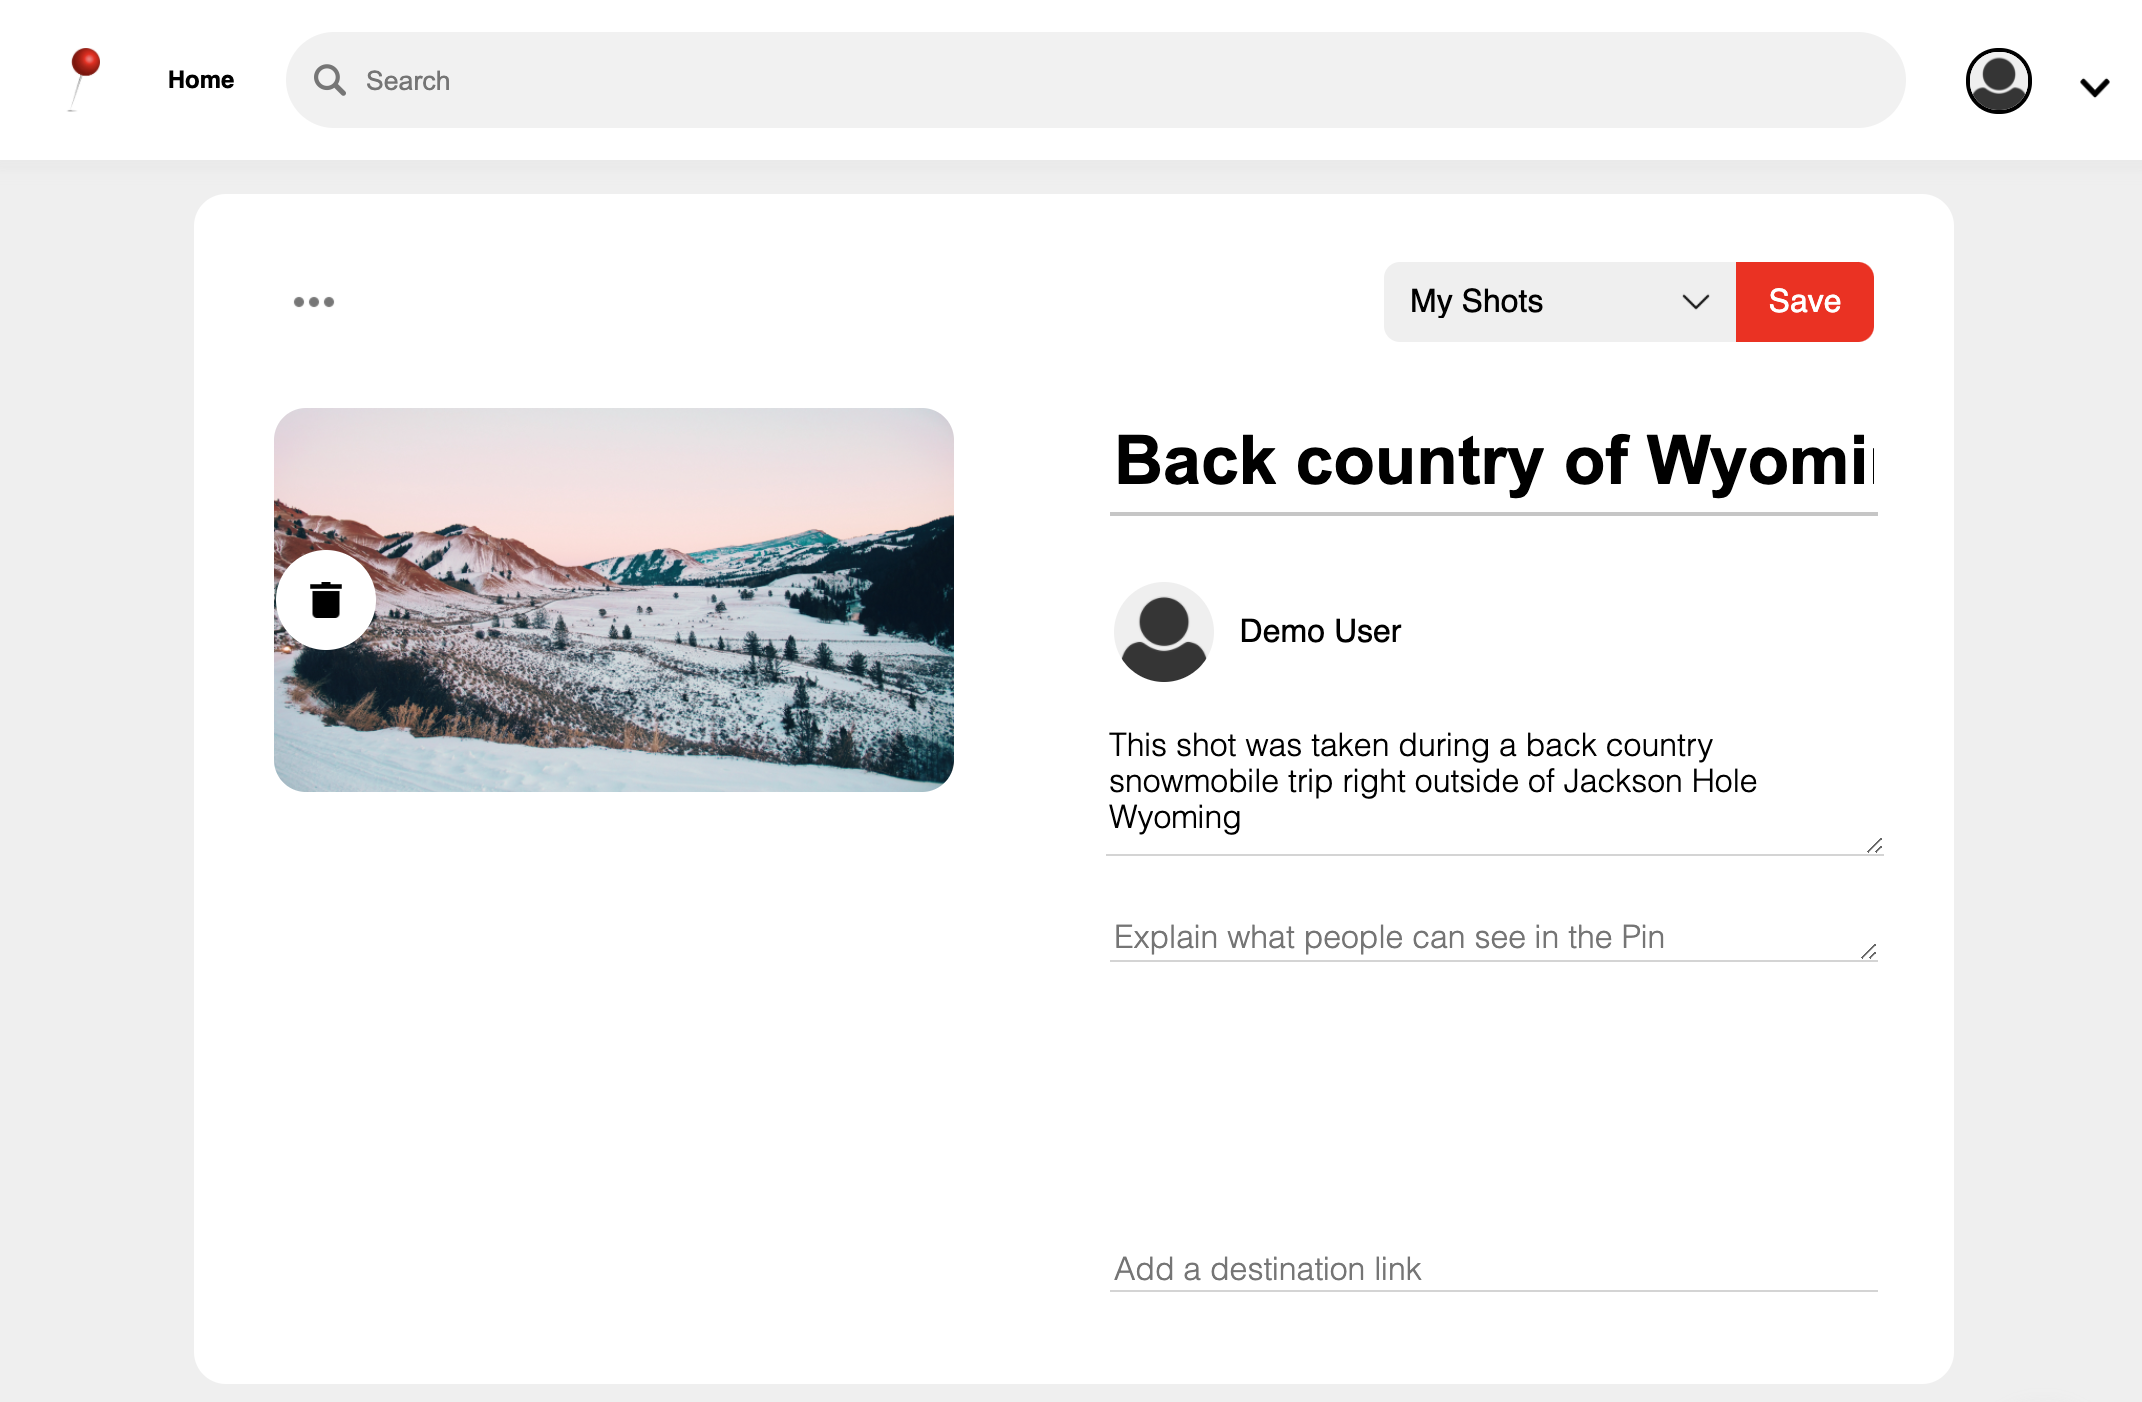 Home
Search
My Shots
Save
Back country of Wyomi
Demo User
This shot was taken during a back country
snowmobile trip right outside of Jackson Hole
Wyoming
Explain what people can see in the Pin
Add a destination link